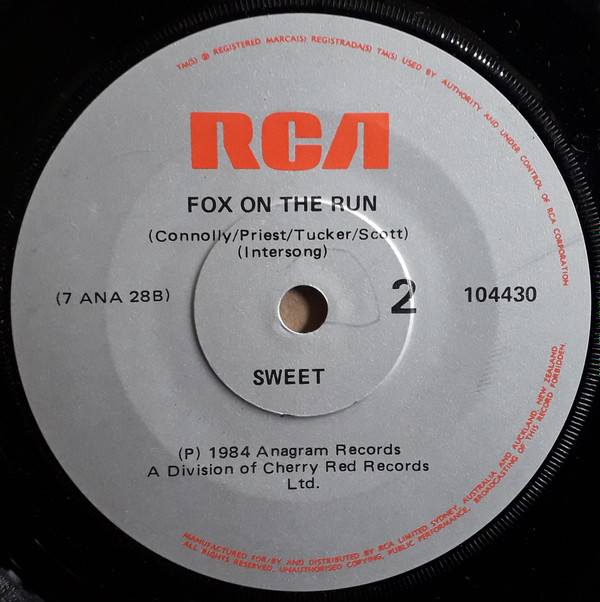 TM(S) ® REGISTERED MARCA(S) REGISTRADA(S) TM(S) USED BY AUTHORITY AND UNDER CONTROL OF RCA CORPORATION
RCA
FOX ON THE RUN
(Connolly/Priest/Tucker/Scott)
(Intersong)
(7 ANA 28B)
2
104430
SWEET
(P) 1984 Anagram Records
A Division of Cherry Red Records
Ltd.
MANUFACTURED FOR/BY AND DISTRIBUTED BY RCA LIMITED, SYDNEY, AUSTRALIA AND AUCKLAND, NEW ZEALAND
ALL RIGHTS RESERVED, UNAUTHORISED COPYING, PUBLIC PERFORMANCE, BROADCASTING OF THIS RECORD FORBIDDEN.